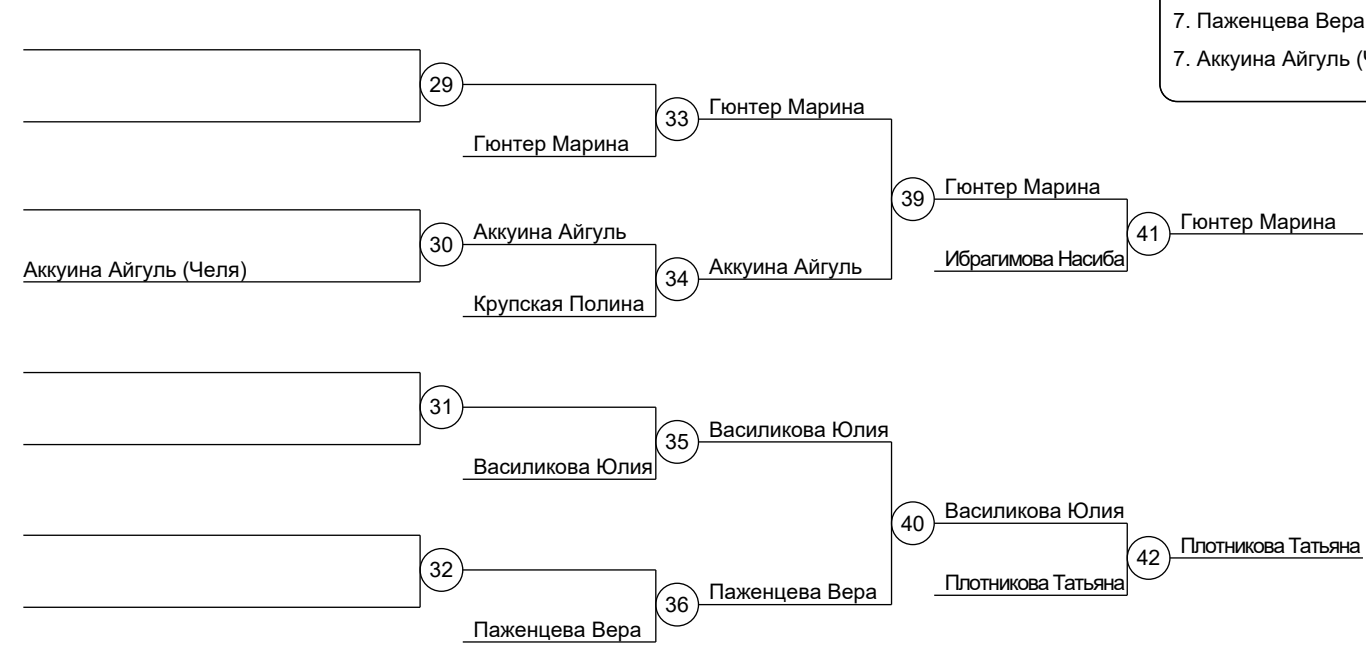 7. Паженцева Вера
7. Аккуина Айгуль (
29
33
Гюнтер Марина
Гюнтер Марина
39
Гюнтер Марина
30
Аккуина Айгуль
41
Гюнтер Марина
Аккуина Айгуль (Челя)
34
Аккуина Айгуль
Ибрагимова Насиба
Крупская Полина
31
35
Василикова Юлия
Василикова Юлия
40
Василикова Юлия
42
Плотникова Татьяна
32
Плотникова Татьяна
36
Паженцева Вера
Паженцева Вера